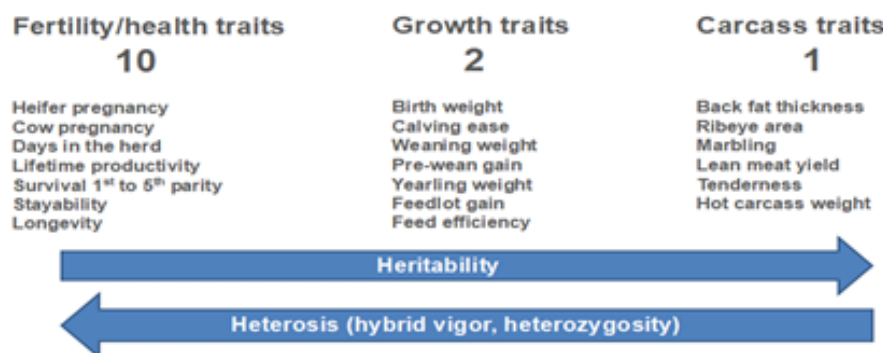 Fertility/health traits
10
Heifer pregnancy
Cow pregnancy
Days in the herd
Lifetime productivity
Survival 1st to 5th parity
Stayability
Longevity
Growth traits
2
Birth weight
Calving ease
Weaning weight
Pre-wean gain
Yearling weight
Feedlot gain
Feed efficiency
Carcass traits
1
Back fat thickness
Ribeye area
Marbling
Lean meat yield
Tenderness
Hot carcass weight
Heritability
Heterosis (hybrid vigor, heterozygosity)